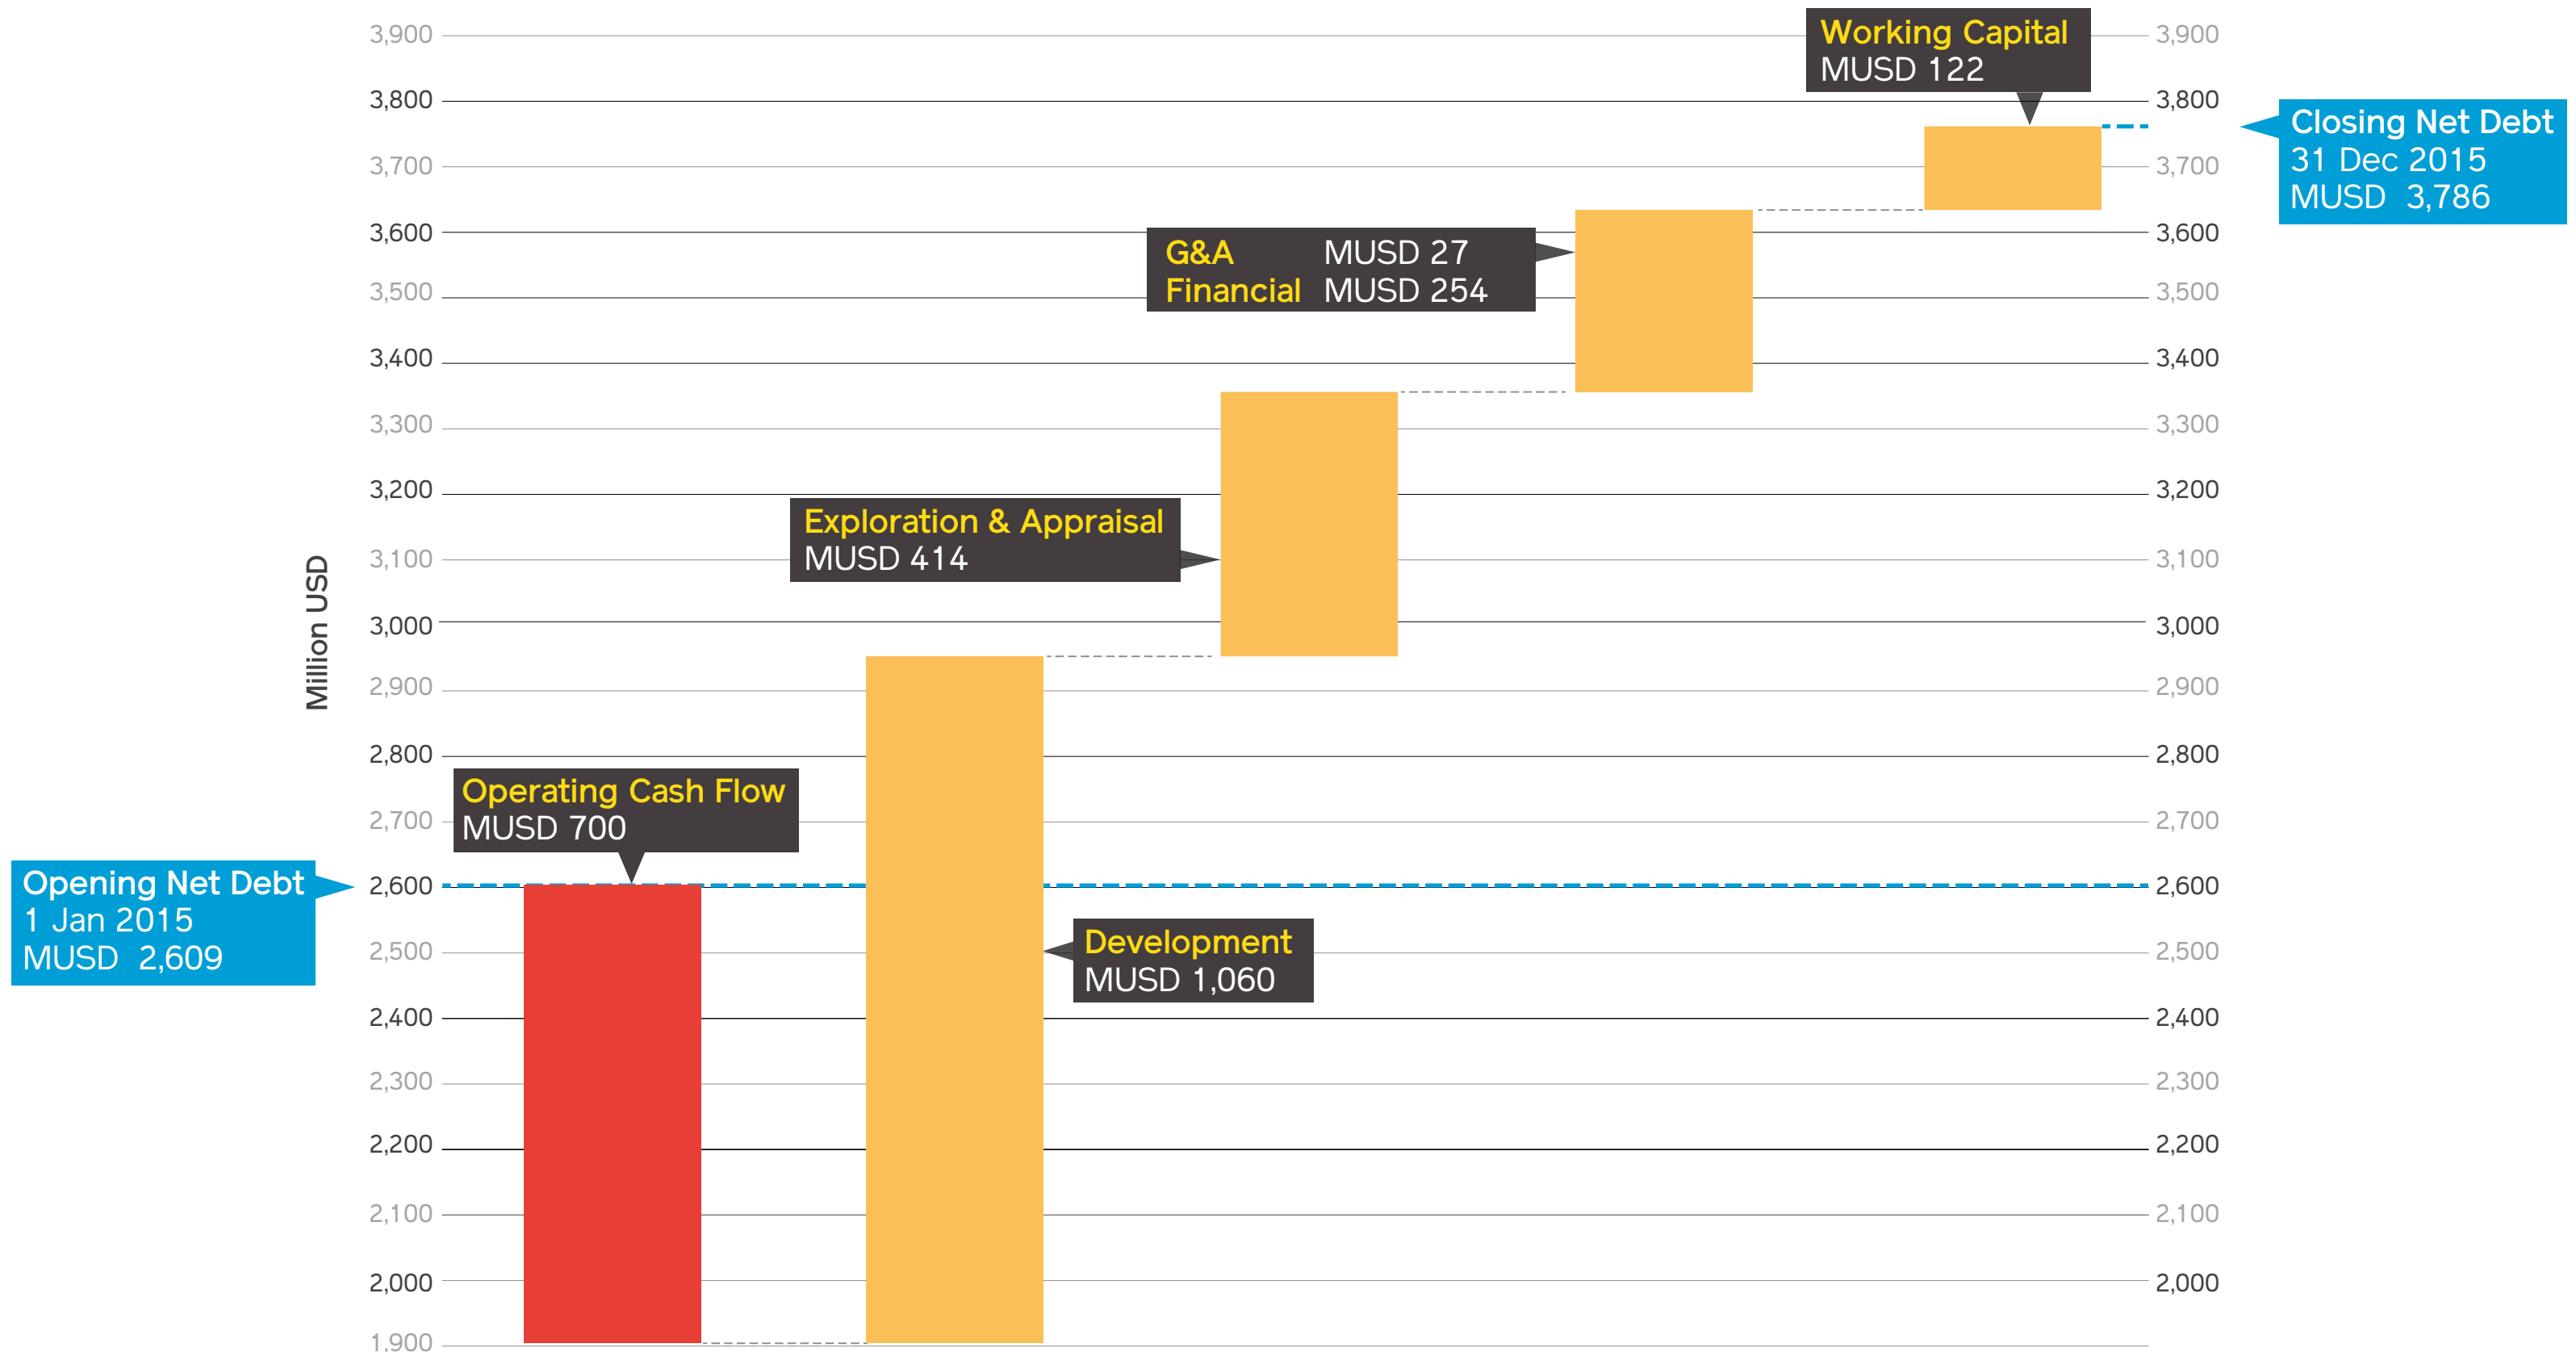 3,900
3,800
3,700
3,600
3,500
3,400
3,300
3,200
3,100
3,000
2,900
2,800
2,700
2,600
2,500
2,400
2,300
2,200
2,100
2,000
1,900
Million USD
Opening Net Debt
1 Jan 2015
MUSD 2,609
Operating Cash Flow
MUSD 700
Development
MUSD 1,060
Exploration & Appraisal
MUSD 414
G&A MUSD 27
Financial MUSD 254
Working Capital
MUSD 122
3,900
3,800
3,700
3,600
3,500
3,400
3,300
3,200
3,100
3,000
2,900
2,800
2,700
2,600
2,500
2,400
2,300
2,200
2,100
2,000
Closing Net Debt
31 Dec 2015
MUSD 3,786